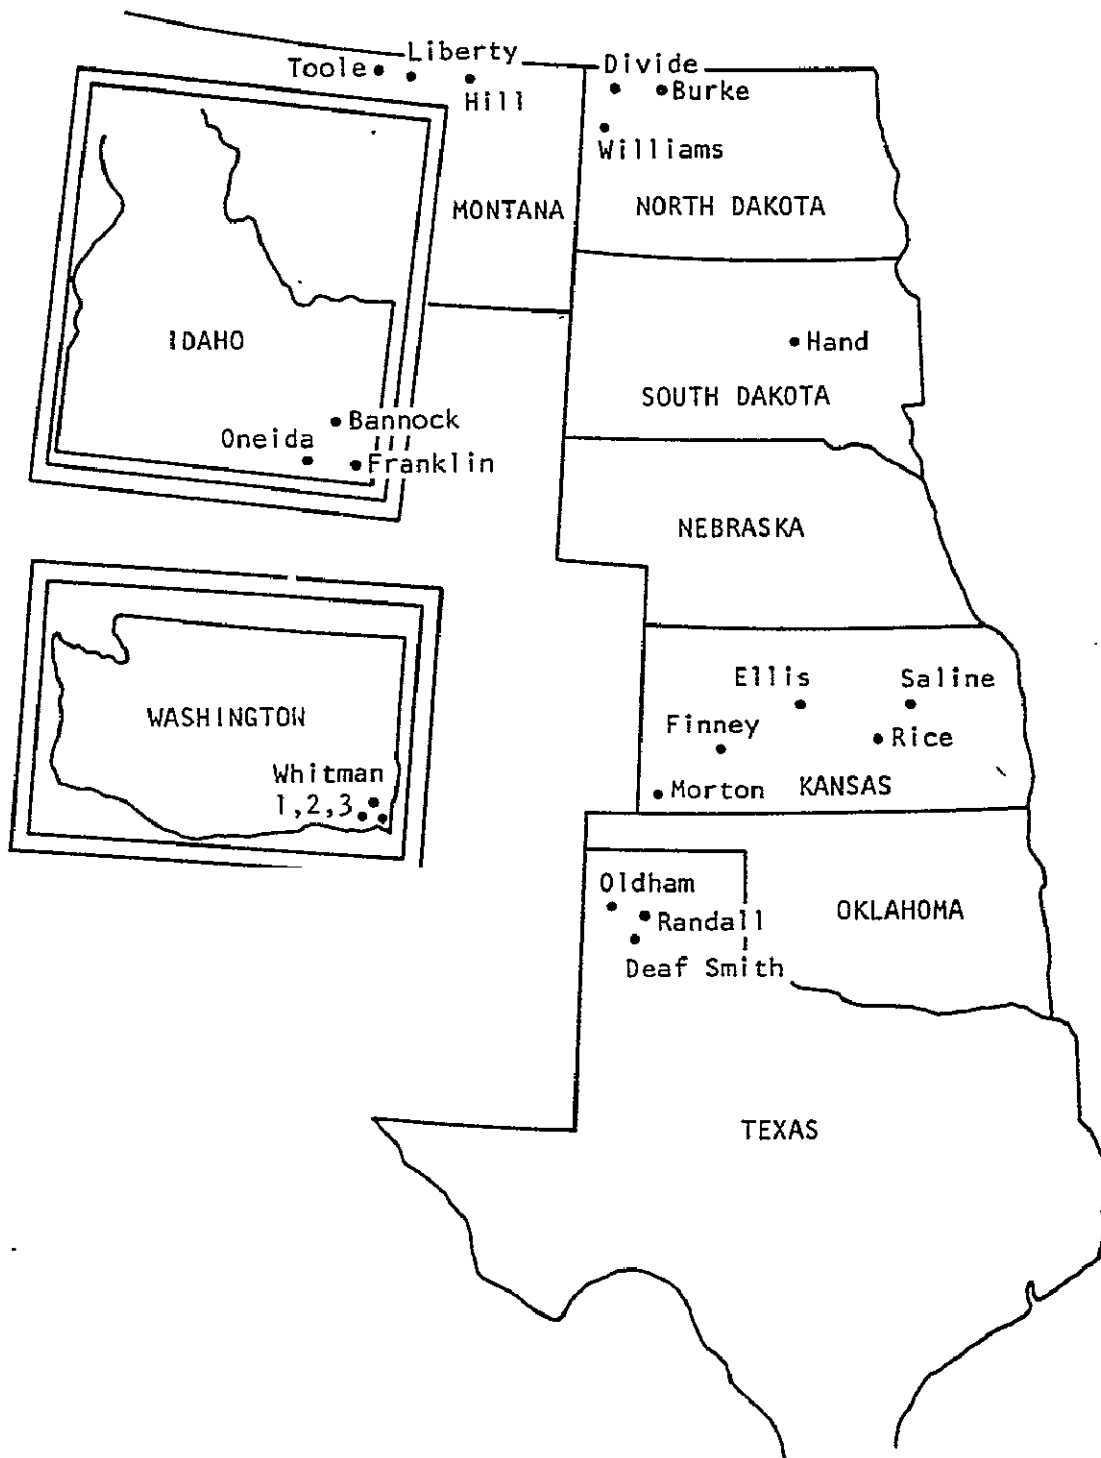 Liberty
Toole
Hill
Divide
Burke
Williams
MONTANA
NORTH DAKOTA
IDAHO
Hand
SOUTH DAKOTA
Bannock
Oneida
Franklin
NEBRASKA
WASHINGTON
Whitman
1,2,3
Ellis
Saline
Finney
Rice
Morton
KANSAS
Oldham
Randall
Deaf Smith
OKLAHOMA
TEXAS